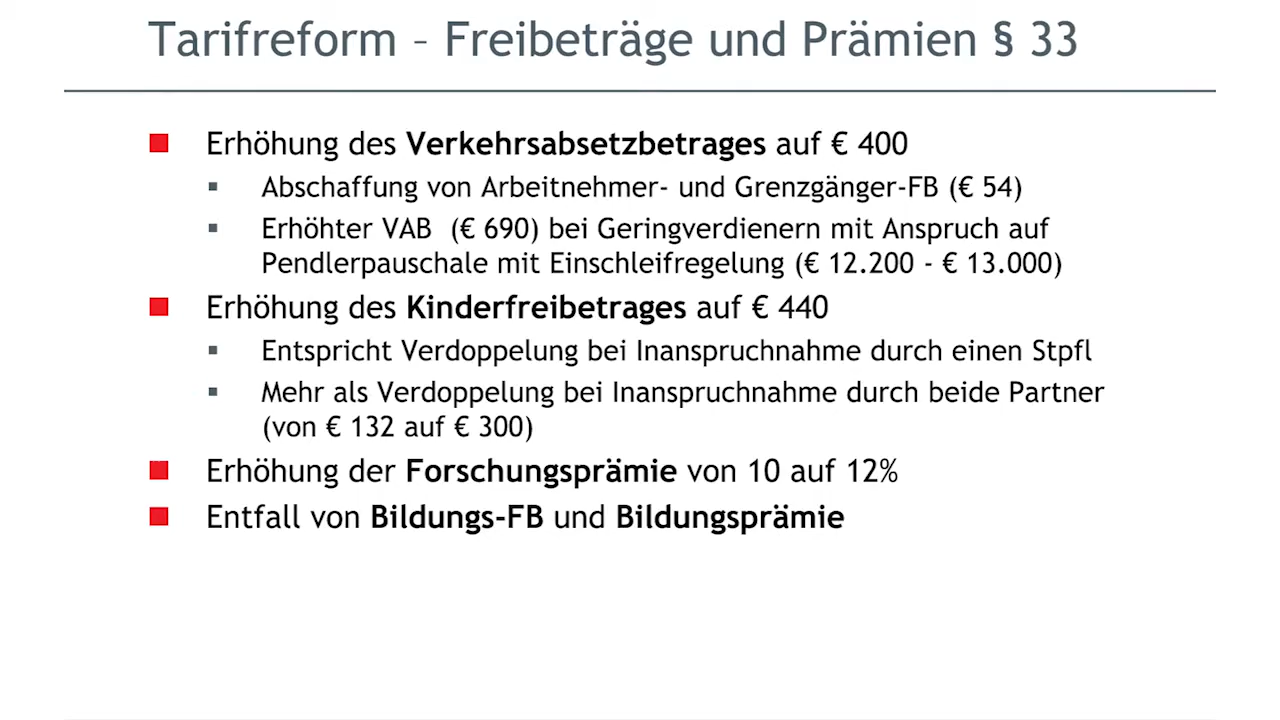 Tarifreform – Freibeträge und Prämien § 33
Erhöhung des Verkehrsabsetzbetrages auf € 400
Abschaffung von Arbeitnehmer- und Grenzgänger-FB (€ 54)
Erhöhter VAB (€ 690) bei Geringverdienern mit Anspruch auf
Pendlerpauschale mit Einschleifregelung (€ 12.200 - € 13.000)
Erhöhung des Kinderfreibetrages auf € 440
Entspricht Verdoppelung bei Inanspruchnahme durch einen Stpfl
Mehr als Verdoppelung bei Inanspruchnahme durch beide Partner
(von € 132 auf € 300)
Erhöhung der Forschungsprämie von 10 auf 12%
Entfall von Bildungs-FB und Bildungsprämie